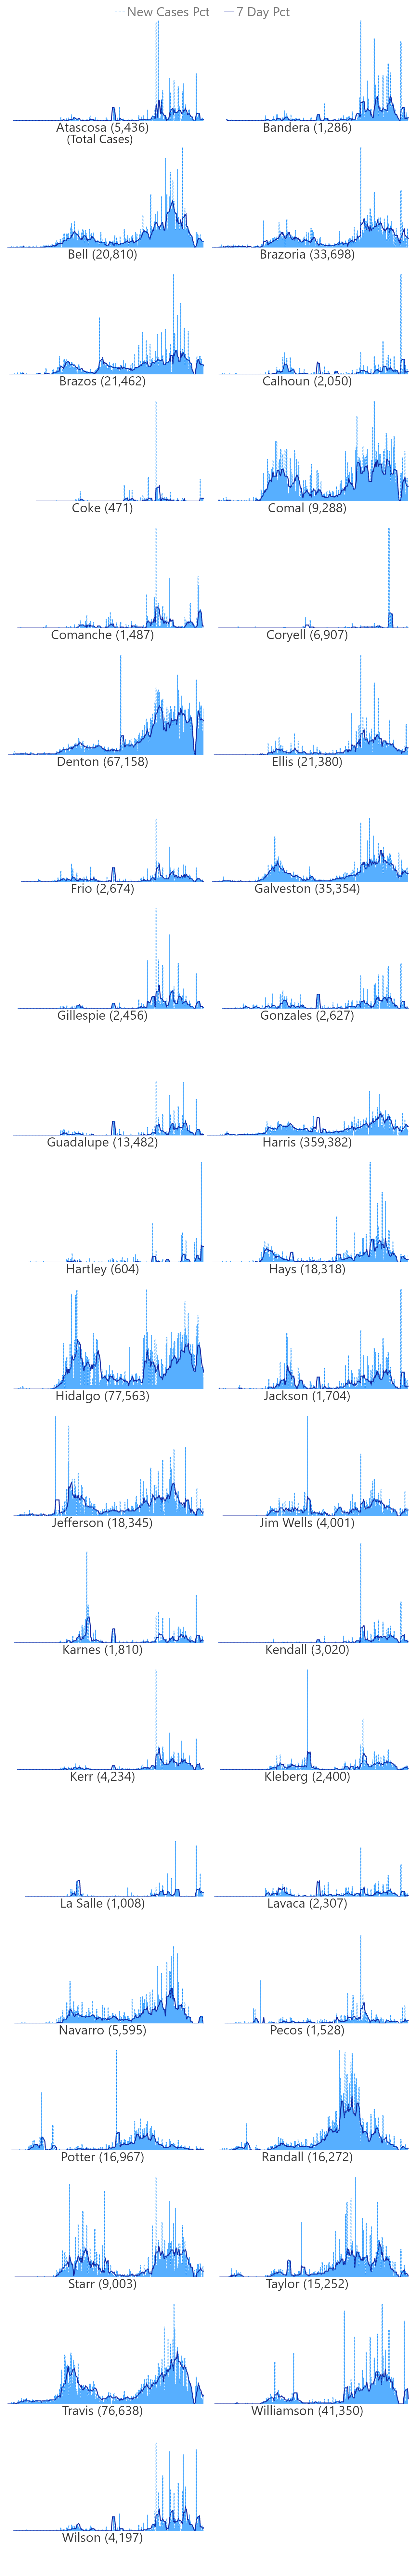 New Cases Pct 7 Day Pct
Atascosa (5,436) Bandera (1,286)
(Total Cases)
Bell (20,810) Brazoria (33,698)
Brazos (21,462) Calhoun (2,050)
Coke (471) Comal (9,288)
Comanche (1,487) Coryell (6,907)
Denton (67,158) Ellis (21,380)
Frio (2,674) Galveston (35,354)
Gillespie (2,456) Gonzales (2,627)
Guadalupe (13,482) Harris (359,382)
Hartley (604) Hays (18,318)
Hidalgo (77,563) Jackson (1,704)
Jefferson (18,345) Jim Wells (4,001)
Karnes (1,810) Kendall (3,020)
Kerr (4,234) Kleberg (2,400)
La Salle (1,008) Lavaca (2,307)
Navarro (5,595) Pecos (1,528)
Potter (16,967) Randall (16,272)
Starr (9,003) Taylor (15,252)
Travis (76,638) Williamson (41,350)
Wilson (4,197)